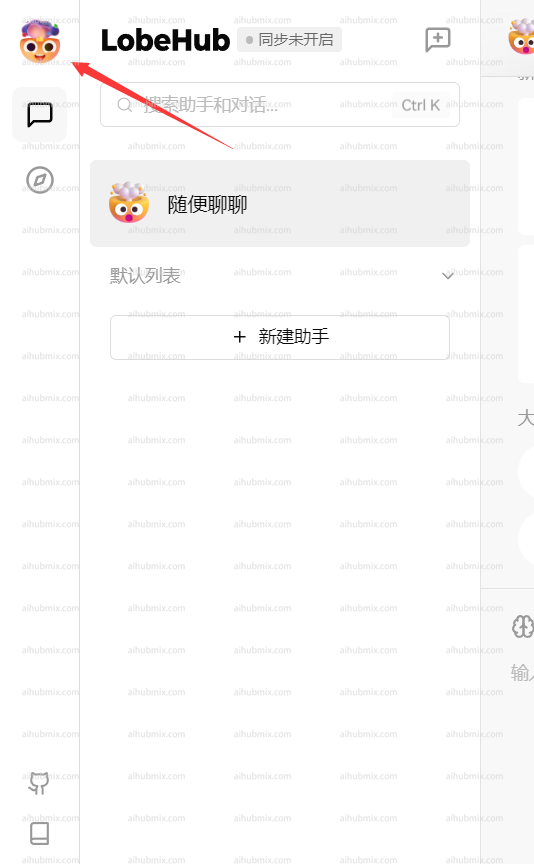 LobeHub
同步未开启
搜索助手和对话...
Ctrl K
随便聊聊
默认列表
新建助手
大
输
aihubmix.com